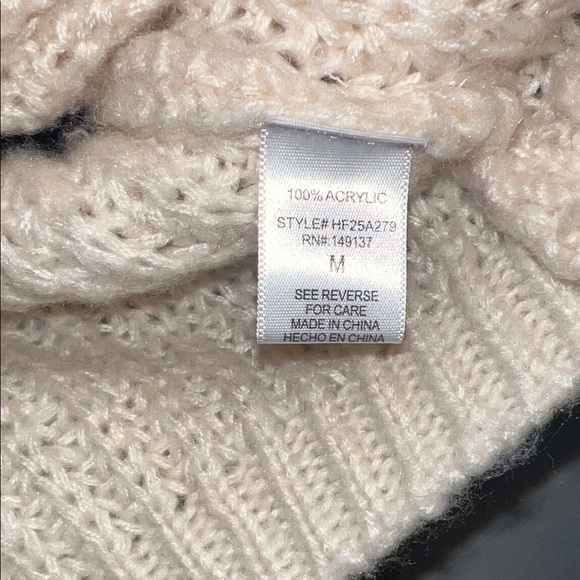 100% ACRYLIC
STYLE# HF25A279
RN#:149137
M
SEE REVERSE
FOR CARE
MADE IN CHINA
HECHO EN CHINA